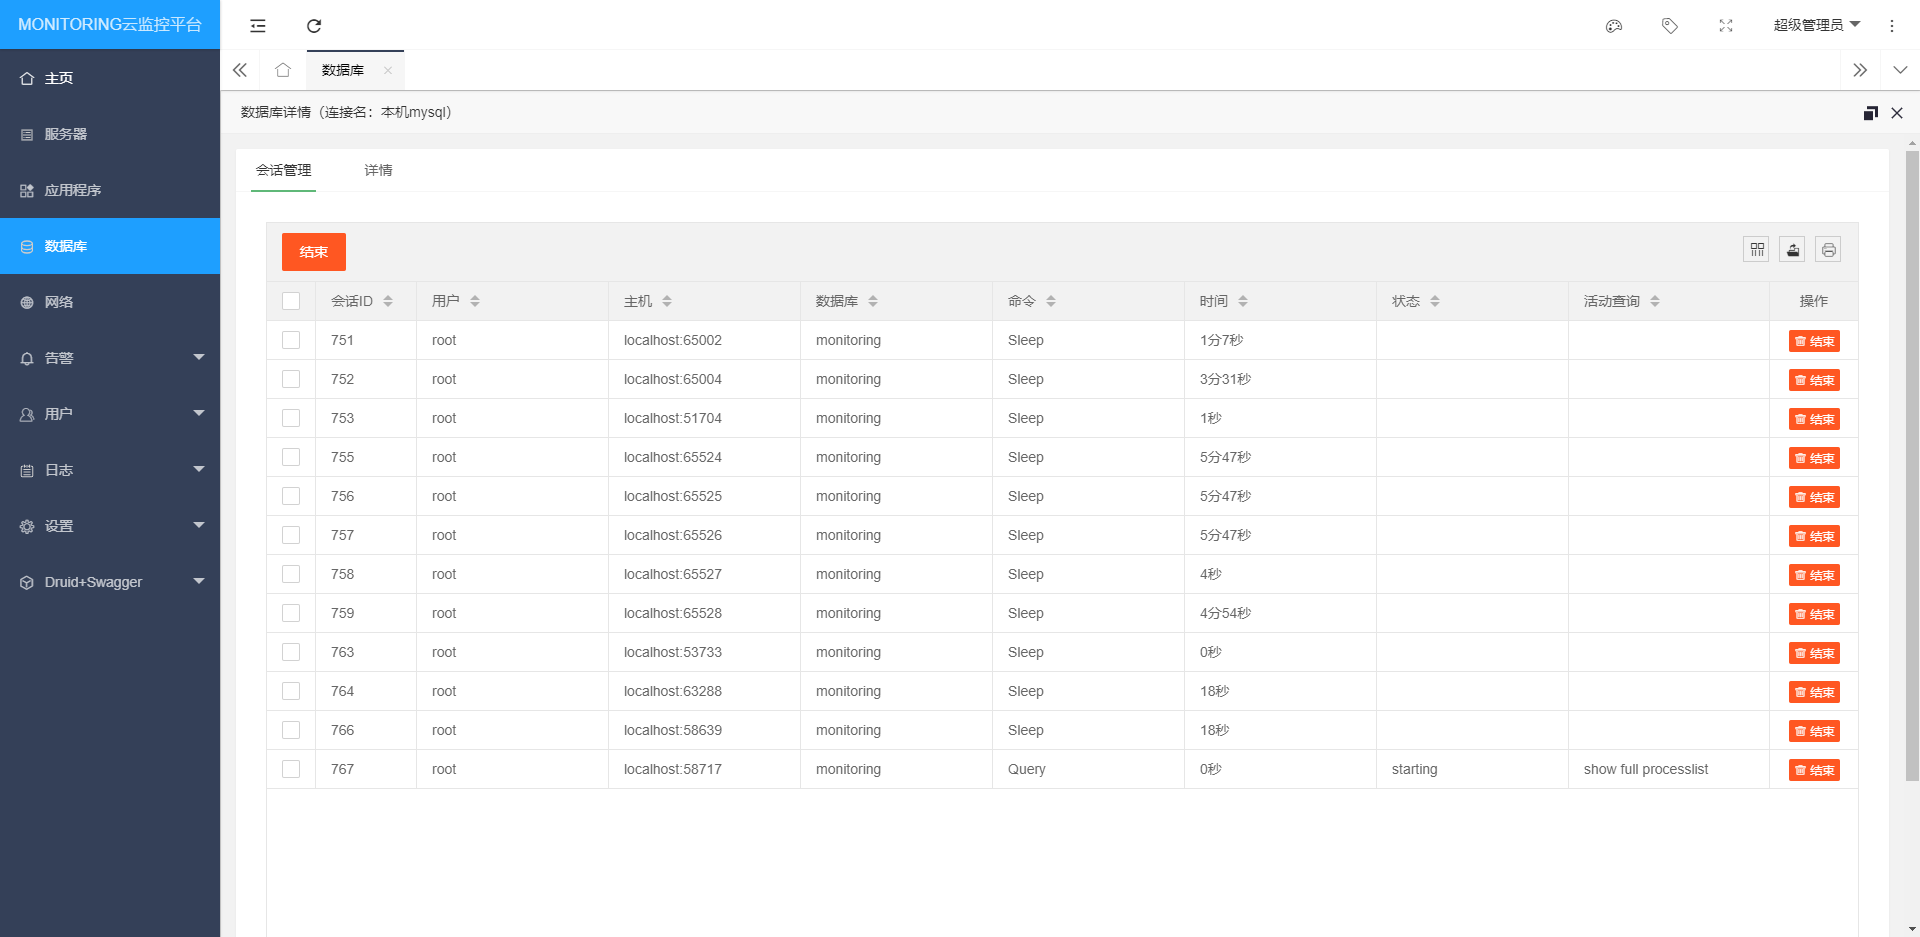 MONITORING云监控平台
超级管理员
主页
服务器
应用程序
数据库
网络
告警
用户
日志
设置
Druid+Swagger
数据库
数据库详情（连接名：本机mysql）
会话管理 详情
结束
会话ID 用户 主机 数据库 命令 时间 状态 活动查询 操作
751 root localhost:65002 monitoring Sleep 1分7秒 结束
752 root localhost:65004 monitoring Sleep 3分31秒 结束
753 root localhost:51704 monitoring Sleep 1秒 结束
755 root localhost:65524 monitoring Sleep 5分47秒 结束
756 root localhost:65525 monitoring Sleep 5分47秒 结束
757 root localhost:65526 monitoring Sleep 5分47秒 结束
758 root localhost:65527 monitoring Sleep 4秒 结束
759 root localhost:65528 monitoring Sleep 4分54秒 结束
763 root localhost:53733 monitoring Sleep 0秒 结束
764 root localhost:63288 monitoring Sleep 18秒 结束
766 root localhost:58639 monitoring Sleep 18秒 结束
767 root localhost:58717 monitoring Query 0秒 starting show full processlist 结束